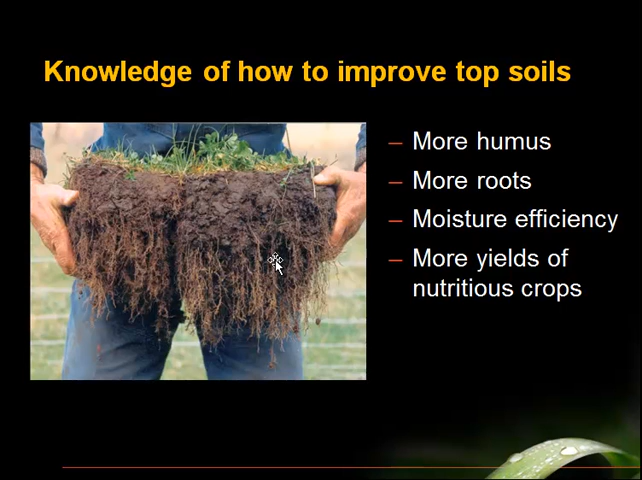 Knowledge of how to improve top soils
– More humus
– More roots
– Moisture efficiency
– More yields of
nutritious crops